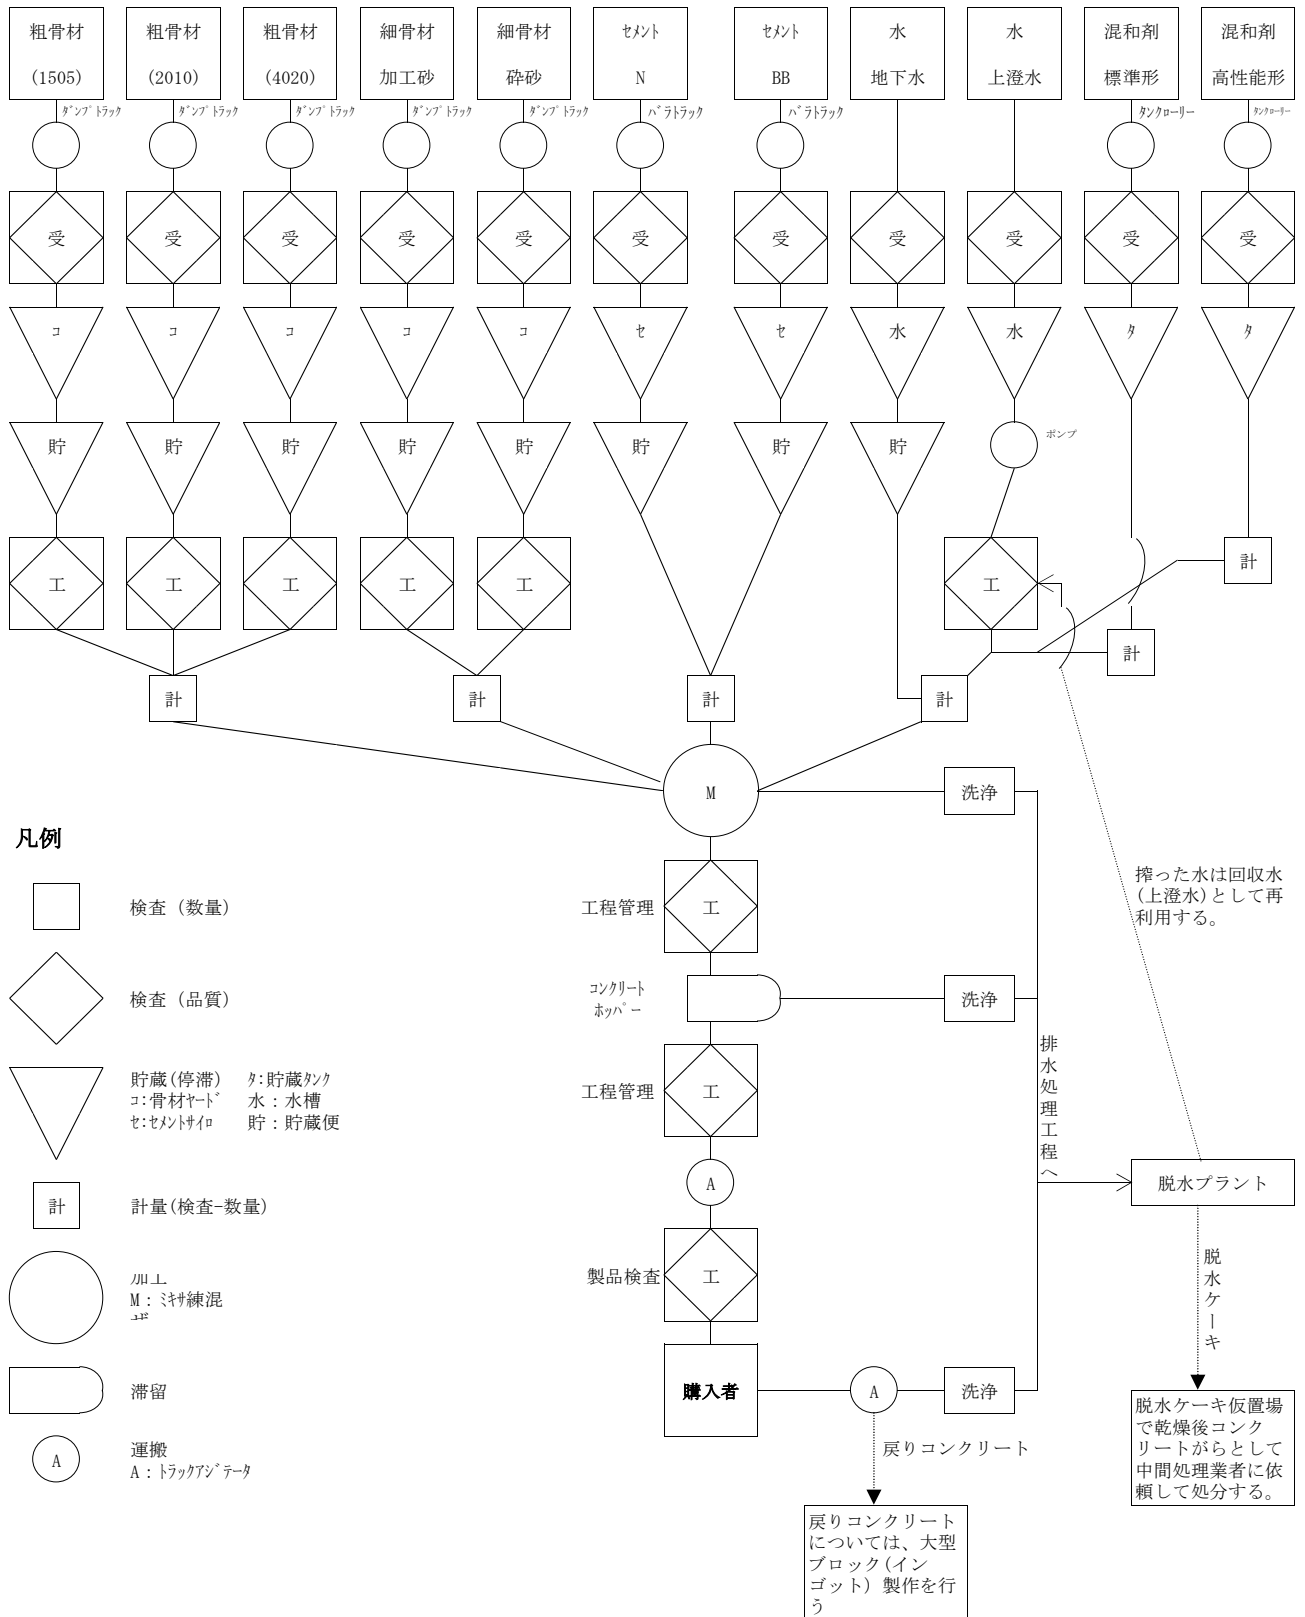 粗骨材
(1505)
粗骨材
(2010)
粗骨材
(4020)
細骨材
加工砂
細骨材
砕砂
ｾﾒﾝﾄ
N
ｾﾒﾝﾄ
BB
水
地下水
水
上澄水
混和剤
標準形
混和剤
高性能形
ﾀﾞﾝﾌﾟﾄﾗｯｸ
ﾀﾞﾝﾌﾟﾄﾗｯｸ
ﾀﾞﾝﾌﾟﾄﾗｯｸ
ﾀﾞﾝﾌﾟﾄﾗｯｸ
ﾀﾞﾝﾌﾟﾄﾗｯｸ
ﾊﾞﾗﾄﾗｯｸ
ﾊﾞﾗﾄﾗｯｸ
ﾀﾝｸﾛｰﾘｰ
ﾀﾝｸﾛｰﾘｰ
受
受
受
受
受
受
受
受
受
受
受
ｺ
ｺ
ｺ
ｺ
ｺ
ｾ
ｾ
水
水
ﾀ
ﾀ
貯
貯
貯
貯
貯
貯
貯
貯
ポンプ
工
工
工
工
工
工
計
計
計
計
計
計
M
洗浄
凡例
検査（数量）
検査（品質）
貯蔵(停滞)　ﾀ:貯蔵ﾀﾝｸ
ｺ:骨材ﾔｰﾄﾞ　水：水槽
ｾ:ｾﾒﾝﾄｻｲﾛ　貯：貯蔵便
計
計量(検査-数量)
加工
M：ﾐｷｻ練混
ｻﾞ
滞留
A
運搬
A：ﾄﾗｯｸｱｼﾞﾃｰﾀ
工程管理
工
ｺﾝｸﾘｰﾄ
ﾎｯﾊﾟｰ
洗浄
工程管理
工
A
製品検査
工
購入者
A
洗浄
戻りコンクリート
戻りコンクリート
については、大型
ブロック(イン
ゴット）製作を行
う
排水処理工程へ
搾った水は回収水
(上澄水)として再
利用する。
脱水プラント
脱水ケーキ
脱水ケーキ仮置場
で乾燥後コンク
リートがらとして
中間処理業者に依
頼して処分する。